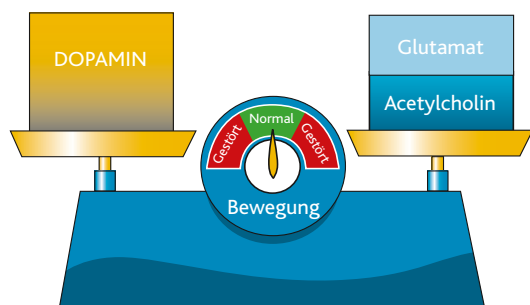 DOPAMIN
Glutamat
Acetylcholin
Gestört
Normal
Gestört
Bewegung